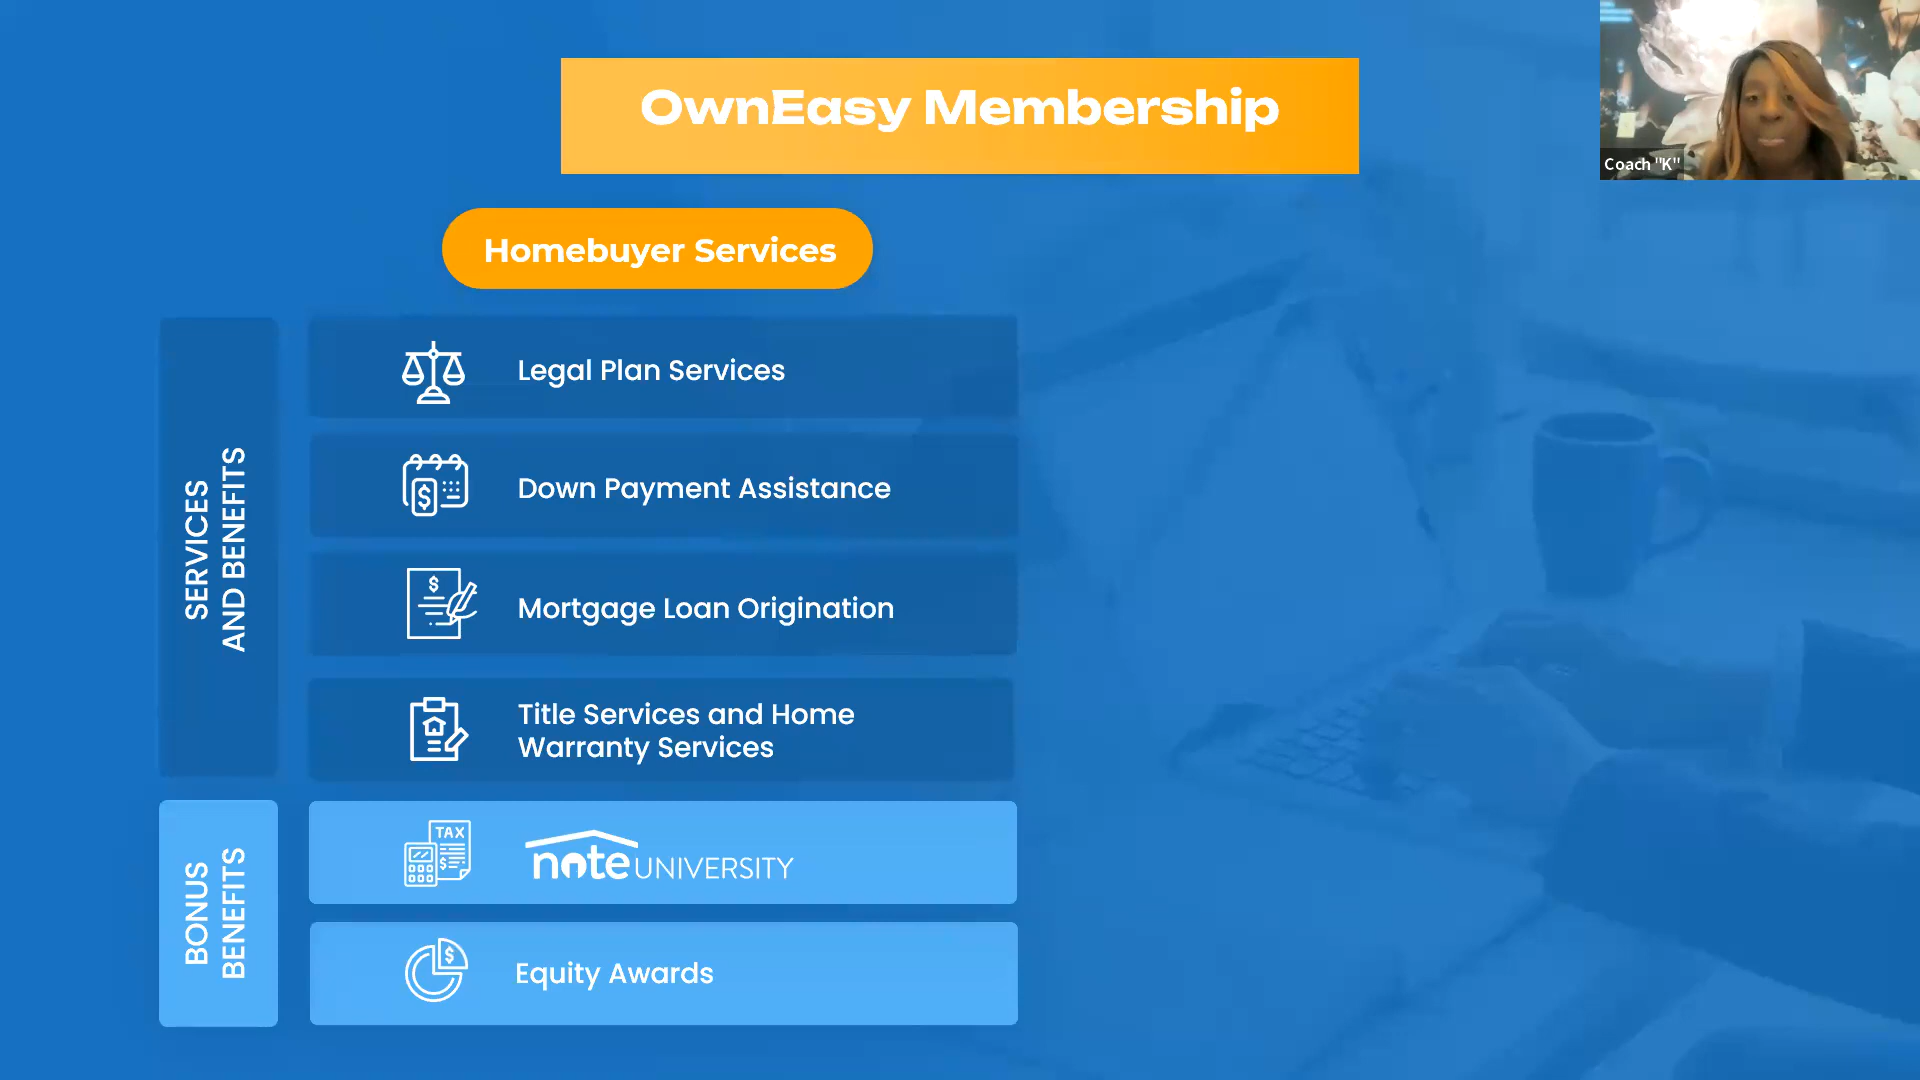 OwnEasy Membership
Coach "K"
Homebuyer Services
SERVICES
AND BENEFITS
Legal Plan Services
Down Payment Assistance
$
$
Mortgage Loan Origination
Title Services and Home
Warranty Services
BONUS
BENEFITS
TAX
$
note UNIVERSITY
$
Equity Awards